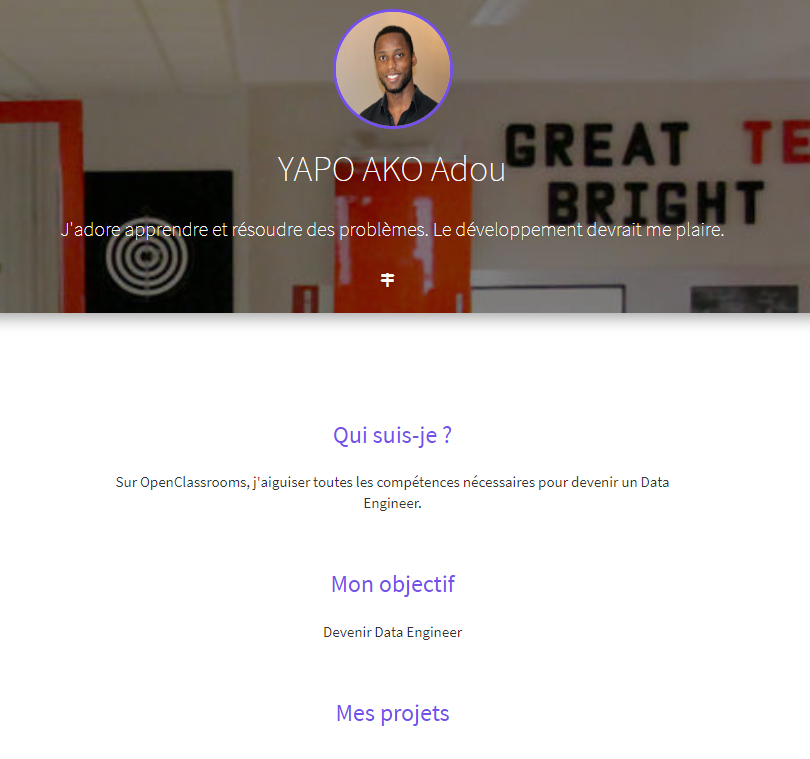 GREAT TE
BRIGHT
YAPO AKO Adou
J'adore apprendre et résoudre des problèmes. Le développement devrait me plaire.
Qui suis-je ?
Sur OpenClassrooms, j'aiguiser toutes les compétences nécessaires pour devenir un Data
Engineer.
Mon objectif
Devenir Data Engineer
Mes projets